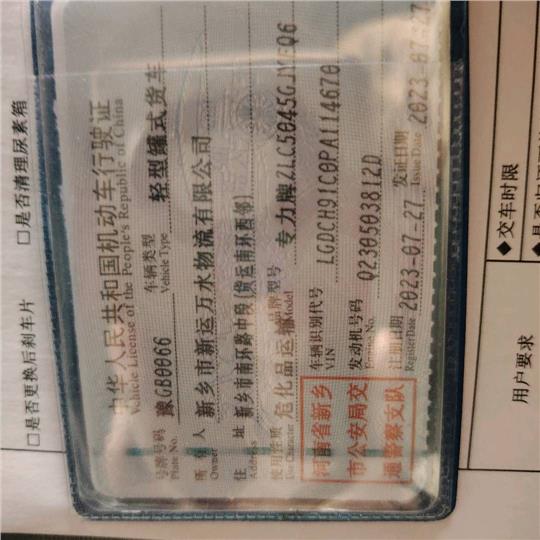 □是否更换后刹车片
□是否清理尿素箱
中华人民共和国机动车行驶证
Vehicle License of the People's Republic of China
号牌号码 豫GB0066 车辆类型 轻型罐式货车
Plate No. Vehicle Type
所有人 新乡市新运万水物流有限公司
Owner
住址 新乡市南环路中段(货运南环西邻)
Address
使用性质 危化品运输 品牌型号 专力牌ZLC5045GJY
Use Character Model
河南省新乡
市公安局交
通警察支队
车辆识别代号 LGDCH91C0PA114670
VIN
发动机号码 Q230503812D
Engine No.
注册日期 2023-07-27 发证日期 2023-07-27
Register Date Issue Date
用户要求
◆交车时限